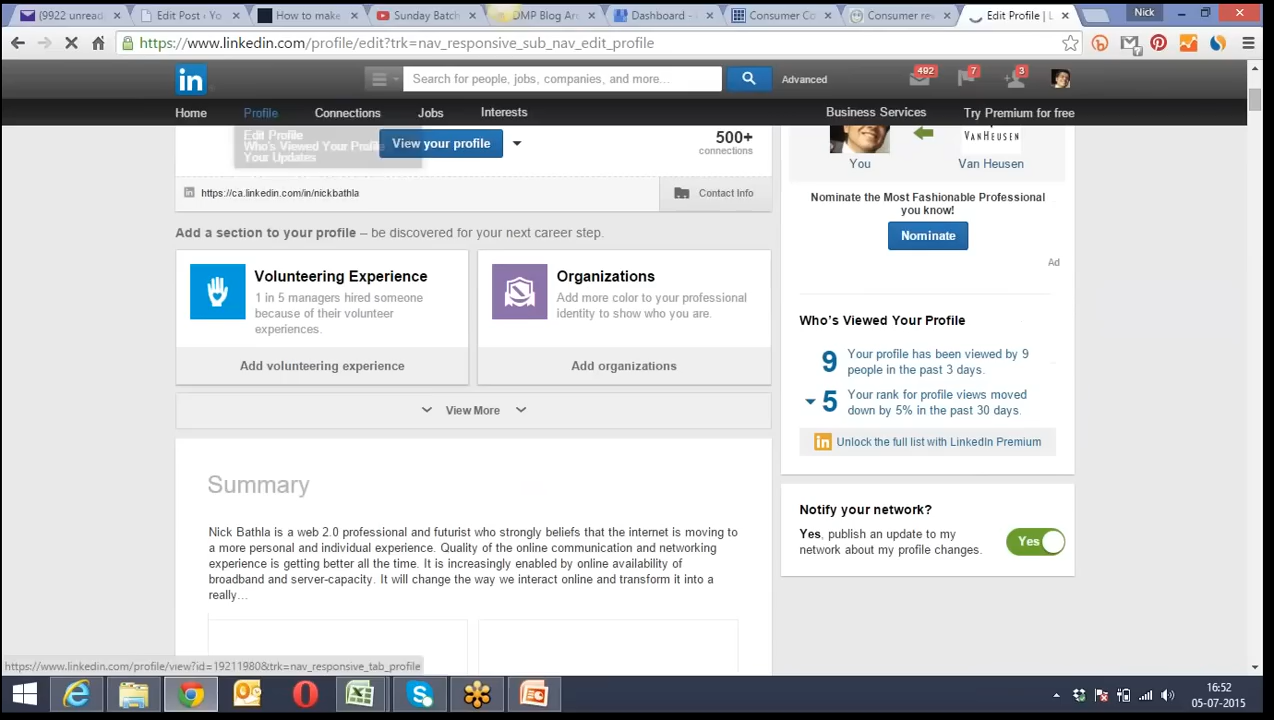 (9922 unread
Edit Post
How to make
Sunday Batch
DMP Blog
Dashboard -
Consumer Co
Consumer re
Edit Profile | L
Nick
https://www.linkedin.com/profile/edit?trk=nav_responsive_sub_nav_edit_profile
in
Search for people, jobs, companies, and more...
Advanced
492
7
3
Home
Profile
Connections
Jobs
Interests
Business Services
Try Premium for free
Edit Profile
Who's Viewed Your Profile
Your Updates
View your profile
500+
connections
https://ca.linkedin.com/in/nickbathla
Contact Info
VAN HEUSEN
You
Van Heusen
Nominate the Most Fashionable Professional
you know!
Nominate
Ad
Add a section to your profile – be discovered for your next career step.
Volunteering Experience
1 in 5 managers hired someone
because of their volunteer
experiences.
Add volunteering experience
Organizations
Add more color to your professional
identity to show who you are.
Add organizations
View More
Who's Viewed Your Profile
9 Your profile has been viewed by 9
people in the past 3 days.
5 Your rank for profile views moved
down by 5% in the past 30 days.
in Unlock the full list with LinkedIn Premium
Notify your network?
Yes, publish an update to my
network about my profile changes.
Yes
Summary
Nick Bathla is a web 2.0 professional and futurist who strongly beliefs that the internet is moving to
a more personal and individual experience. Quality of the online communication and networking
experience is getting better all the time. It is increasingly enabled by online availability of
broadband and server-capacity. It will change the way we interact online and transform it into a
really...
https://www.linkedin.com/profile/view?id=192119808&trk=nav_responsive_tab_profile
16:52
05-07-2015